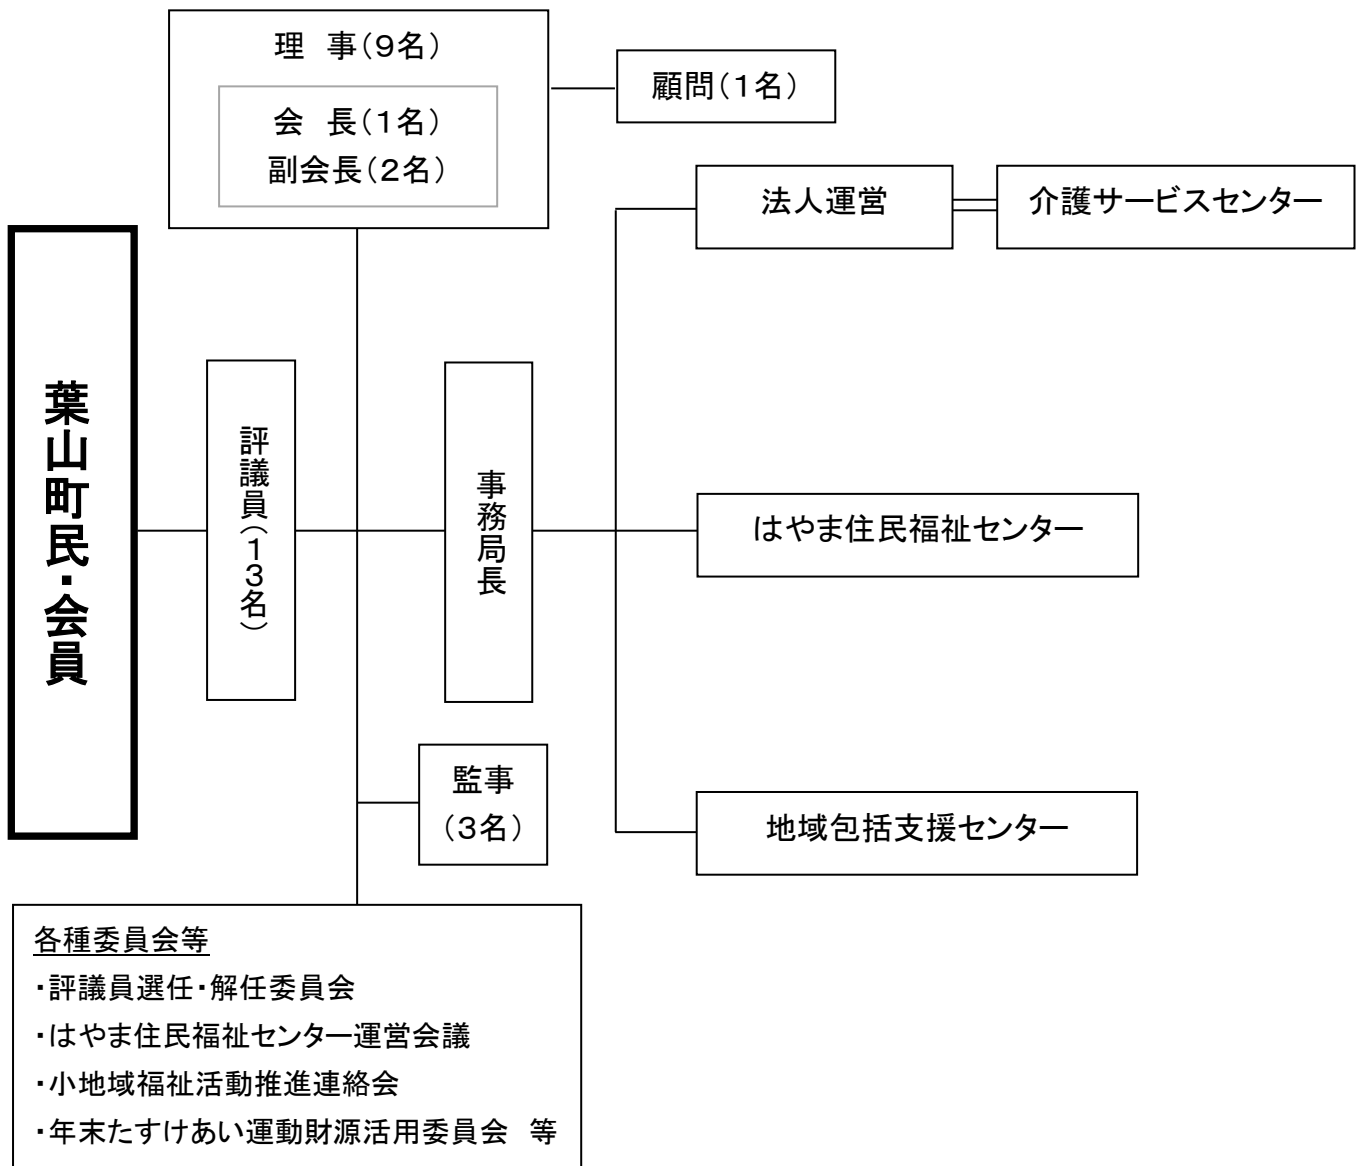 理　事（9名）
会　長（1名）
副会長（2名）
顧問（1名）
法人運営
介護サービスセンター
葉山町民・会員
評議員（13名）
事務局長
はやま住民福祉センター
監事
（3名）
地域包括支援センター
各種委員会等
・評議員選任・解任委員会
・はやま住民福祉センター運営会議
・小地域福祉活動推進連絡会
・年末たすけあい運動財源活用委員会　等